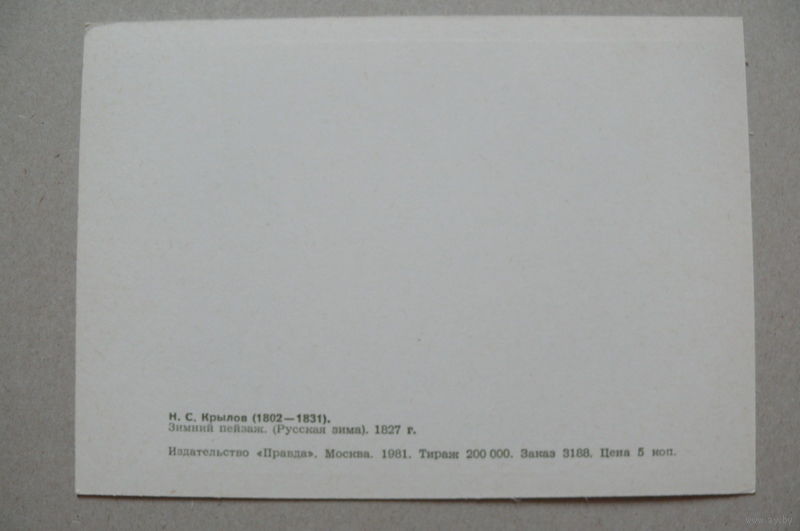 Н. С. Крылов (1802—1831).
Зимний пейзаж. (Русская зима). 1827 г.
Издательство «Правда». Москва. 1981. Тираж 200 000. Заказ 3188. Цена 5 коп.